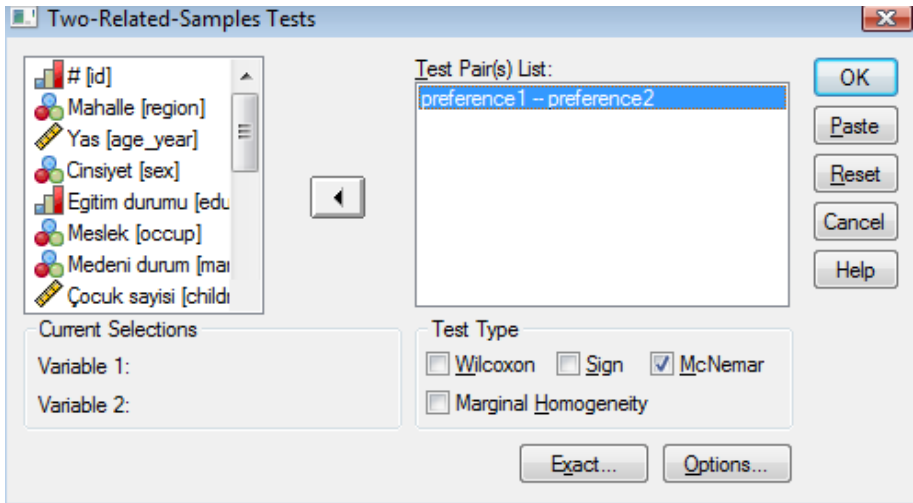 Two-Related-Samples Tests
# [id]
Mahalle [region]
Yas [age_year]
Cinsiyet [sex]
Egitim durumu [edu
Meslek [occup]
Medeni durum [mar
Çocuk sayisi [childr
Current Selections
Variable 1:
Variable 2:
Test Pair(s) List:
preference1 -- preference2
Test Type
Wilcoxon Sign McNemar
Marginal Homogeneity
Exact... Options...
OK
Paste
Reset
Cancel
Help